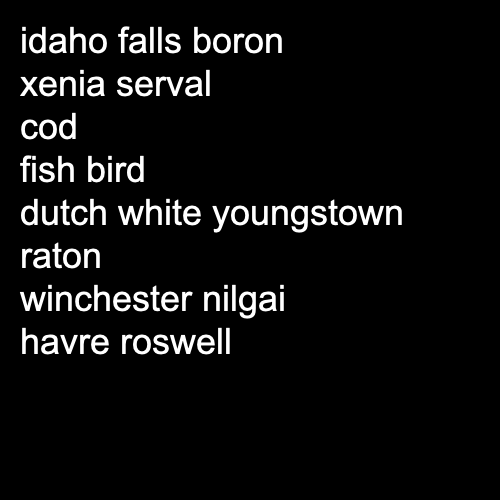 idaho falls boron
xenia serval
cod
fish bird
dutch white youngstown
raton
winchester nilgai
havre roswell